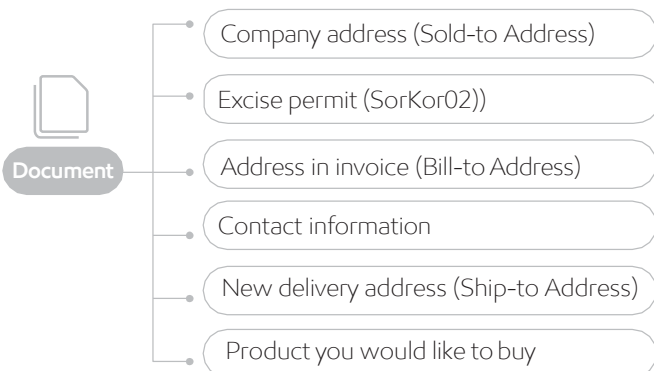 Company address (Sold-to Address)
Excise permit (SorKor02))
Document
Address in invoice (Bill-to Address)
Contact information
New delivery address (Ship-to Address)
Product you would like to buy